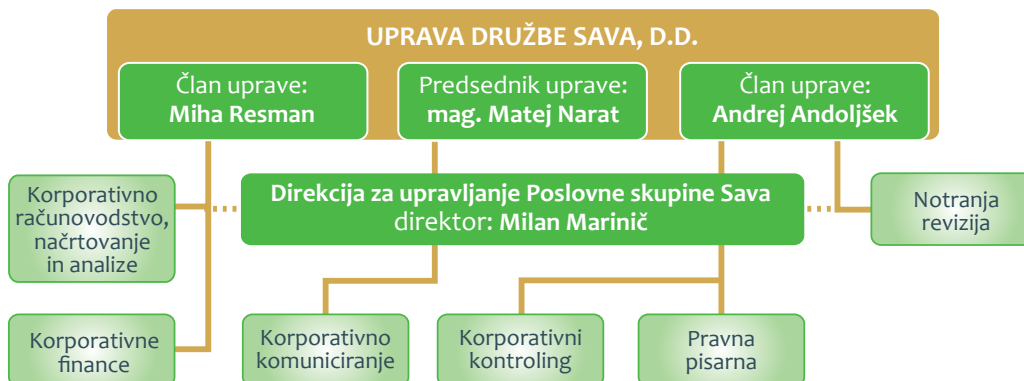 UPRAVA DRUŽBE SAVA, D.D.
Član uprave:
Miha Resman
Predsednik uprave:
mag. Matej Narat
Član uprave:
Andrej Andoljšek
Korporativno
računovodstvo,
načrtovanje
in analize
Direkcija za upravljanje Poslovne skupine Sava
direktor: Milan Marinič
Notranja
revizija
Korporativne
finance
Korporativno
komuniciranje
Korporativni
kontroling
Pravna
pisarna